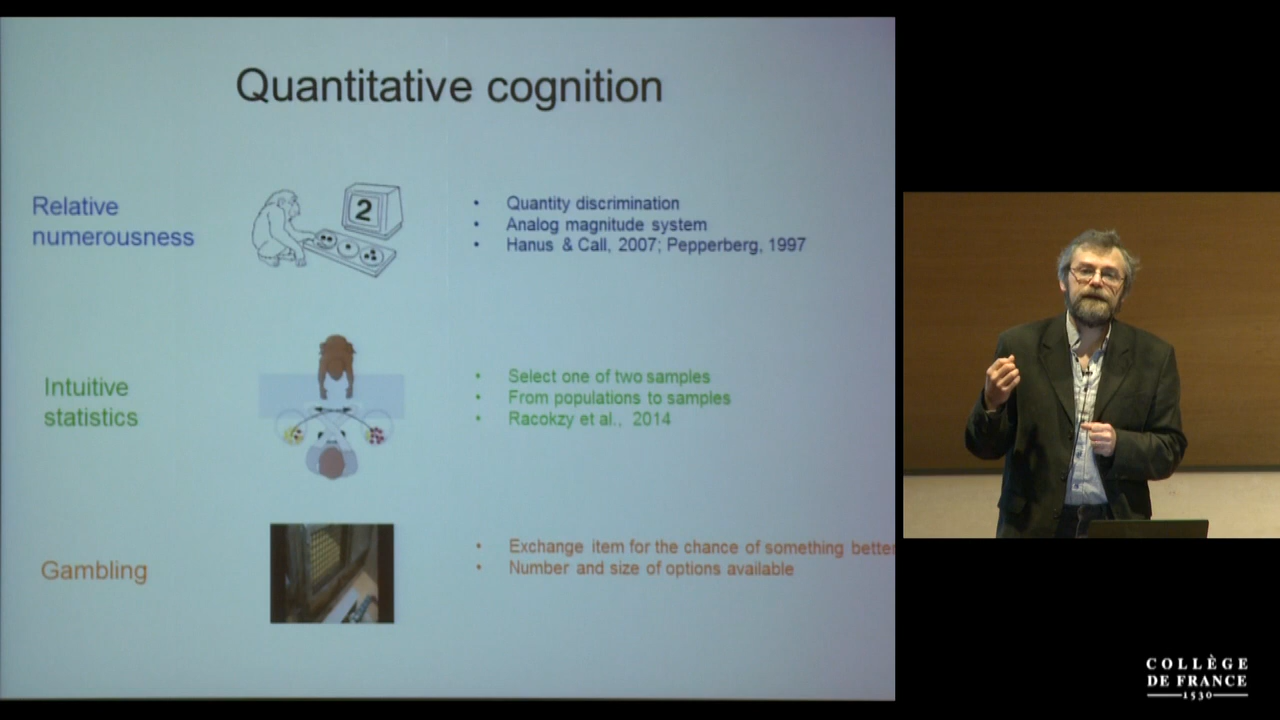 Quantitative cognition
Relative
numerousness
2
• Quantity discrimination
• Analog magnitude system
• Hanus & Call, 2007; Pepperberg, 1997
Intuitive
statistics
• Select one of two samples
• From populations to samples
• Racokzy et al., 2014
Gambling
• Exchange item for the chance of something better
• Number and size of options available
COLLÈGE
DE FRANCE
1530